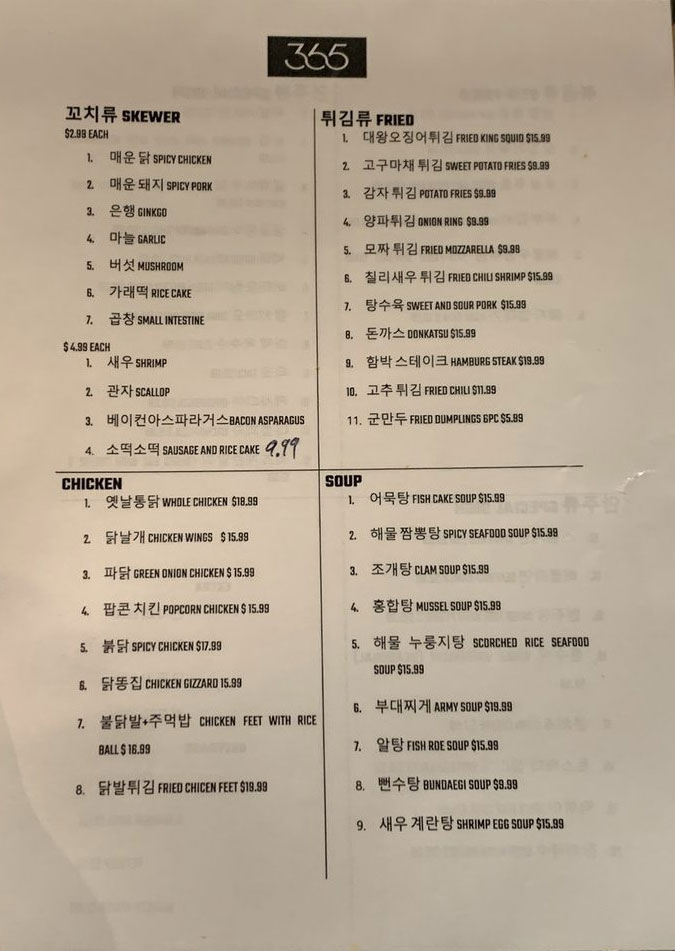 365
꼬치류 SKEWER
$2.99 EACH
1. 매운 닭 SPICY CHICKEN
2. 매운 돼지 SPICY PORK
3. 은행 GINKGO
4. 마늘 GARLIC
5. 버섯 MUSHROOM
6. 가래떡 RICE CAKE
7. 곱창 SMALL INTESTINE
$ 4.99 EACH
1. 새우 SHRIMP
2. 관자 SCALLOP
3. 베이컨아스파라거스BACON ASPARAGUS
4. 소떡소떡 SAUSAGE AND RICE CAKE 9.99
튀김류 FRIED
1. 대왕오징어튀김 FRIED KING SQUID $15.99
2. 고구마채 튀김 SWEET POTATO FRIES $9.99
3. 감자 튀김 POTATO FRIES $9.99
4. 양파튀김 ONION RING $9.99
5. 모짜 튀김 FRIED MOZZARELLA $9.99
6. 칠리새우 튀김 FRIED CHILI SHRIMP $15.99
7. 탕수육 SWEET AND SOUR PORK $15.99
8. 돈까스 DONKATSU $15.99
9. 함박 스테이크 HAMBURG STEAK $19.99
10. 고추 튀김 FRIED CHILI $11.99
11. 군만두 FRIED DUMPLINGS 6PC $5.99
CHICKEN
1. 옛날통닭 WHOLE CHICKEN $18.99
2. 닭날개 CHICKEN WINGS $ 15.99
3. 파닭 GREEN ONION CHICKEN $ 15.99
4. 팝콘 치킨 POPCORN CHICKEN $ 15.99
5. 붉닭 SPICY CHICKEN $17.99
6. 닭똥집 CHICKEN GIZZARD 15.99
7. 불닭발+주먹밥 CHICKEN FEET WITH RICE
BALL $ 16.99
8. 닭발튀김 FRIED CHICEN FEET $19.99
SOUP
1. 어묵탕 FISH CAKE SOUP $15.99
2. 해물 짬뽕탕 SPICY SEAFOOD SOUP $15.99
3. 조개탕 CLAM SOUP $15.99
4. 홍합탕 MUSSEL SOUP $15.99
5. 해물 누룽지탕 SCORCHED RICE SEAFOOD
SOUP $15.99
6. 부대찌게 ARMY SOUP $19.99
7. 알탕 FISH ROE SOUP $15.99
8. 뻔수탕 BUNDAEGI SOUP $9.99
9. 새우 계란탕 SHRIMP EGG SOUP $15.99